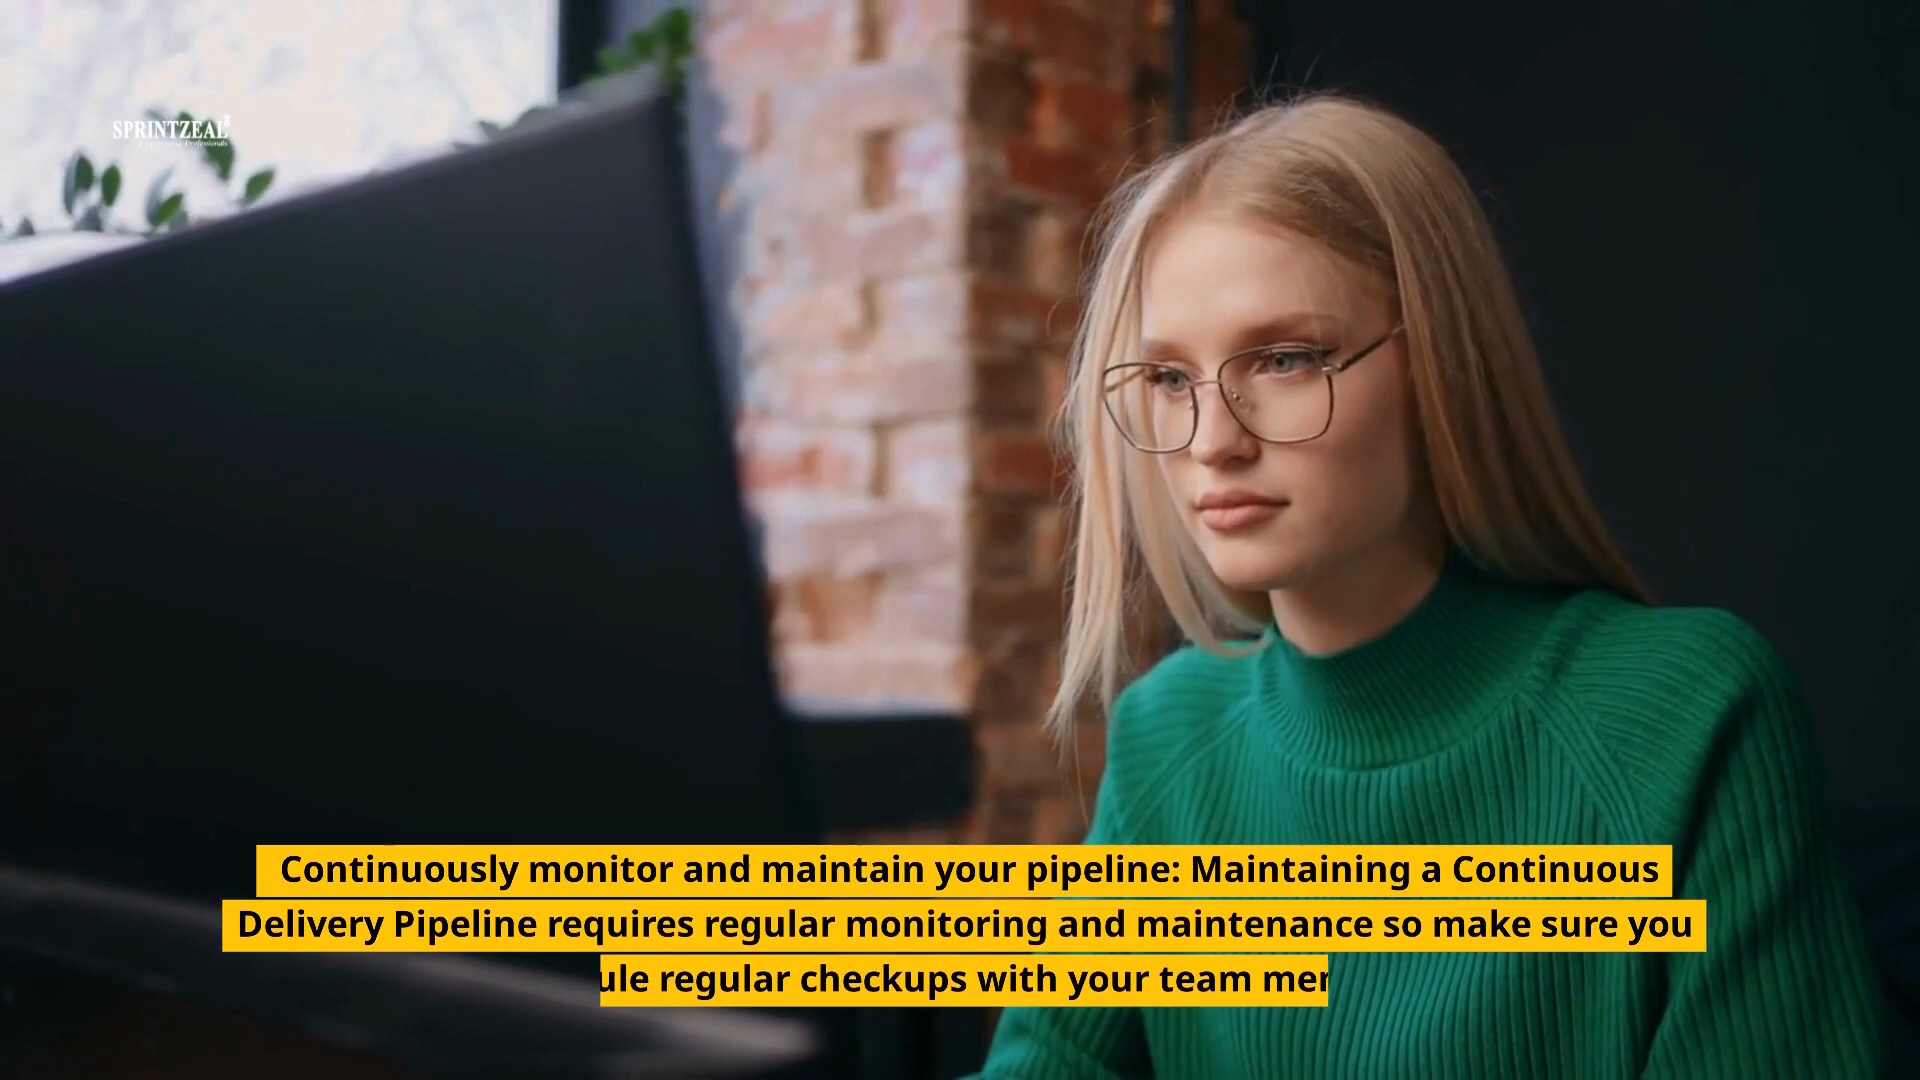 SPRINTZEAL®
Continuously monitor and maintain your pipeline: Maintaining a Continuous
Delivery Pipeline requires regular monitoring and maintenance so make sure you
ule regular checkups with your team mer